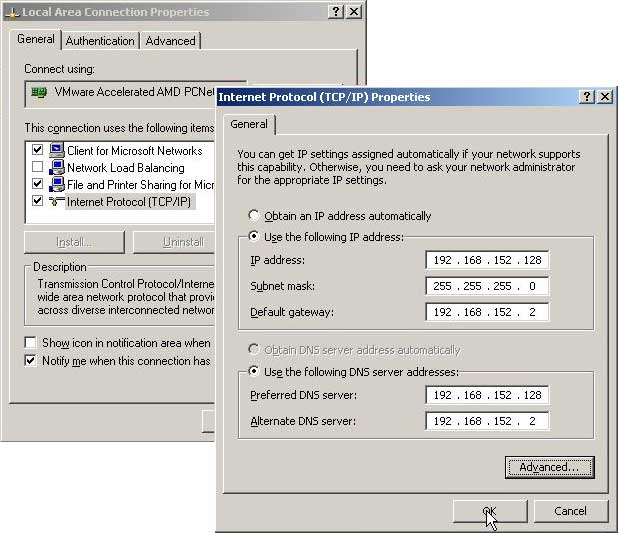 Local Area Connection Properties
General
Authentication
Advanced
Connect using:
VMware Accelerated AMD PCNet
This connection uses the following items
Client for Microsoft Networks
Network Load Balancing
File and Printer Sharing for Micr
Internet Protocol (TCP/IP)
Install...
Uninstall
Description
Transmission Control Protocol/Interne
wide area network protocol that provi
across diverse interconnected networ
Show icon in notification area when
Notify me when this connection has
Internet Protocol (TCP/IP) Properties
General
You can get IP settings assigned automatically if your network supports
this capability. Otherwise, you need to ask your network administrator
for the appropriate IP settings.
Obtain an IP address automatically
Use the following IP address:
IP address: 192 . 168 . 152 . 128
Subnet mask: 255 . 255 . 255 . 0
Default gateway: 192 . 168 . 152 . 2
Obtain DNS server address automatically
Use the following DNS server addresses:
Preferred DNS server: 192 . 168 . 152 . 128
Alternate DNS server: 192 . 168 . 152 . 2
Advanced...
OK
Cancel